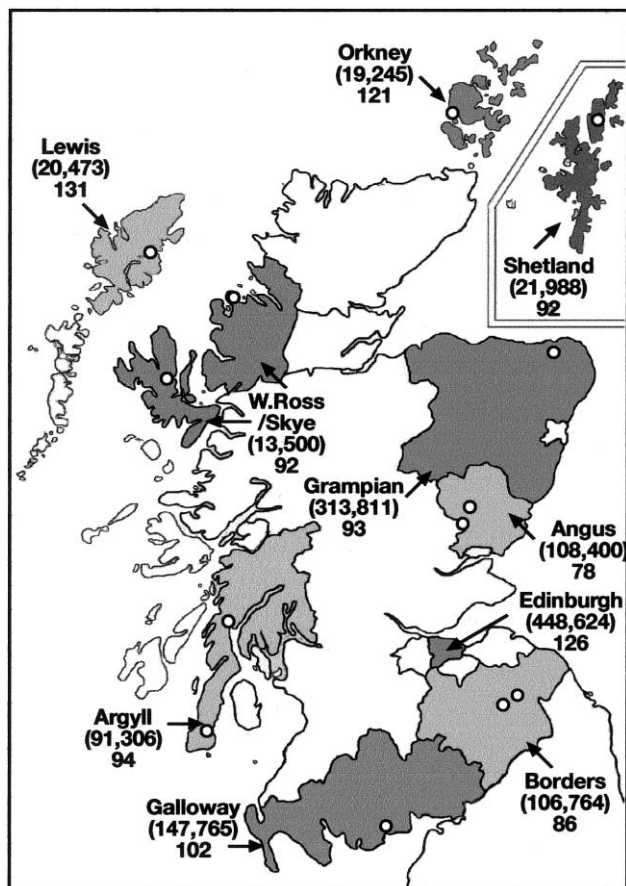 Orkney
(19,245)
121
Lewis
(20,473)
131
Shetland
(21,988)
92
W.Ross
/Skye
(13,500)
92
Grampian
(313,811)
93
Angus
(108,400)
78
Edinburgh
(448,624)
126
Argyll
(91,306)
94
Borders
(106,764)
86
Galloway
(147,765)
102